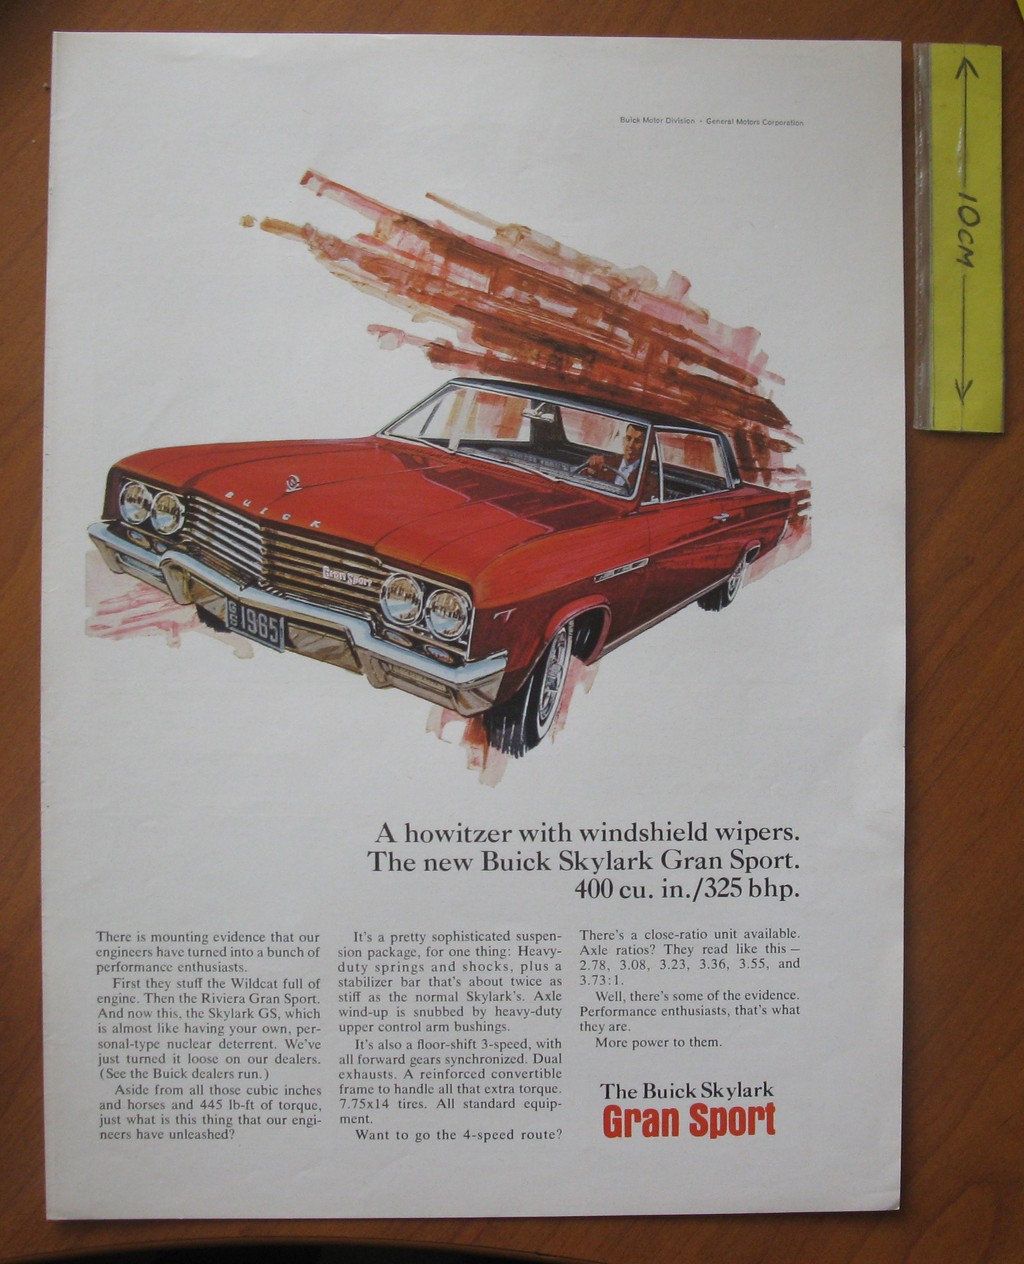 Buick Motor Division • General Motors Corporation
10CM
BUICK
Gran Sport
GS 1965
A howitzer with windshield wipers.
The new Buick Skylark Gran Sport.
400 cu. in./325 bhp.
There is mounting evidence that our
engineers have turned into a bunch of
performance enthusiasts.
First they stuff the Wildcat full of
engine. Then the Riviera Gran Sport.
And now this, the Skylark GS, which
is almost like having your own, per-
sonal-type nuclear deterrent. We've
just turned it loose on our dealers.
(See the Buick dealers run.)
Aside from all those cubic inches
and horses and 445 lb-ft of torque,
just what is this thing that our engi-
neers have unleashed?
It's a pretty sophisticated suspen-
sion package, for one thing: Heavy-
duty springs and shocks, plus a
stabilizer bar that's about twice as
stiff as the normal Skylark's. Axle
wind-up is snubbed by heavy-duty
upper control arm bushings.
It's also a floor-shift 3-speed, with
all forward gears synchronized. Dual
exhausts. A reinforced convertible
frame to handle all that extra torque.
7.75x14 tires. All standard equip-
ment.
Want to go the 4-speed route?
There's a close-ratio unit available.
Axle ratios? They read like this —
2.78, 3.08, 3.23, 3.36, 3.55, and
3.73:1.
Well, there's some of the evidence.
Performance enthusiasts, that's what
they are.
More power to them.
The Buick Skylark
Gran Sport